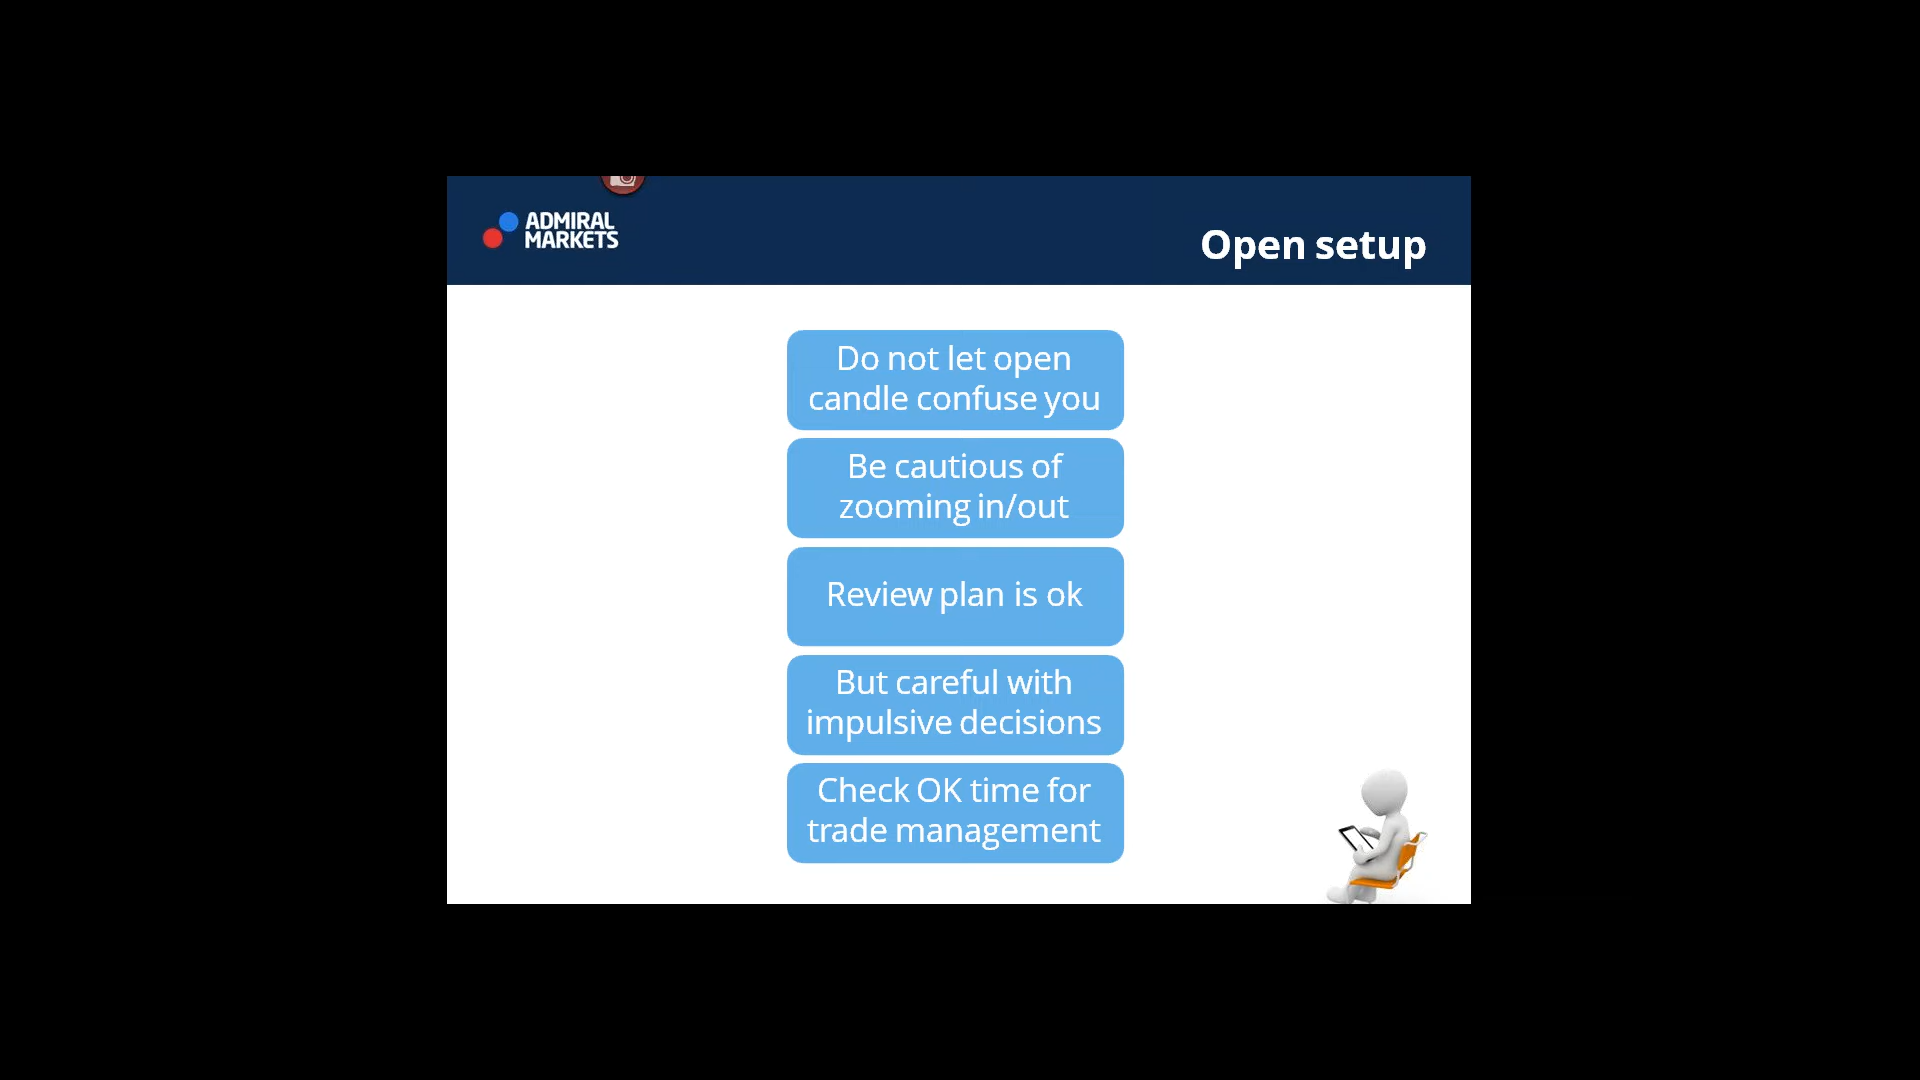 ADMIRAL
MARKETS
Open setup
Do not let open
candle confuse you
Be cautious of
zooming in/out
Review plan is ok
But careful with
impulsive decisions
Check OK time for
trade management